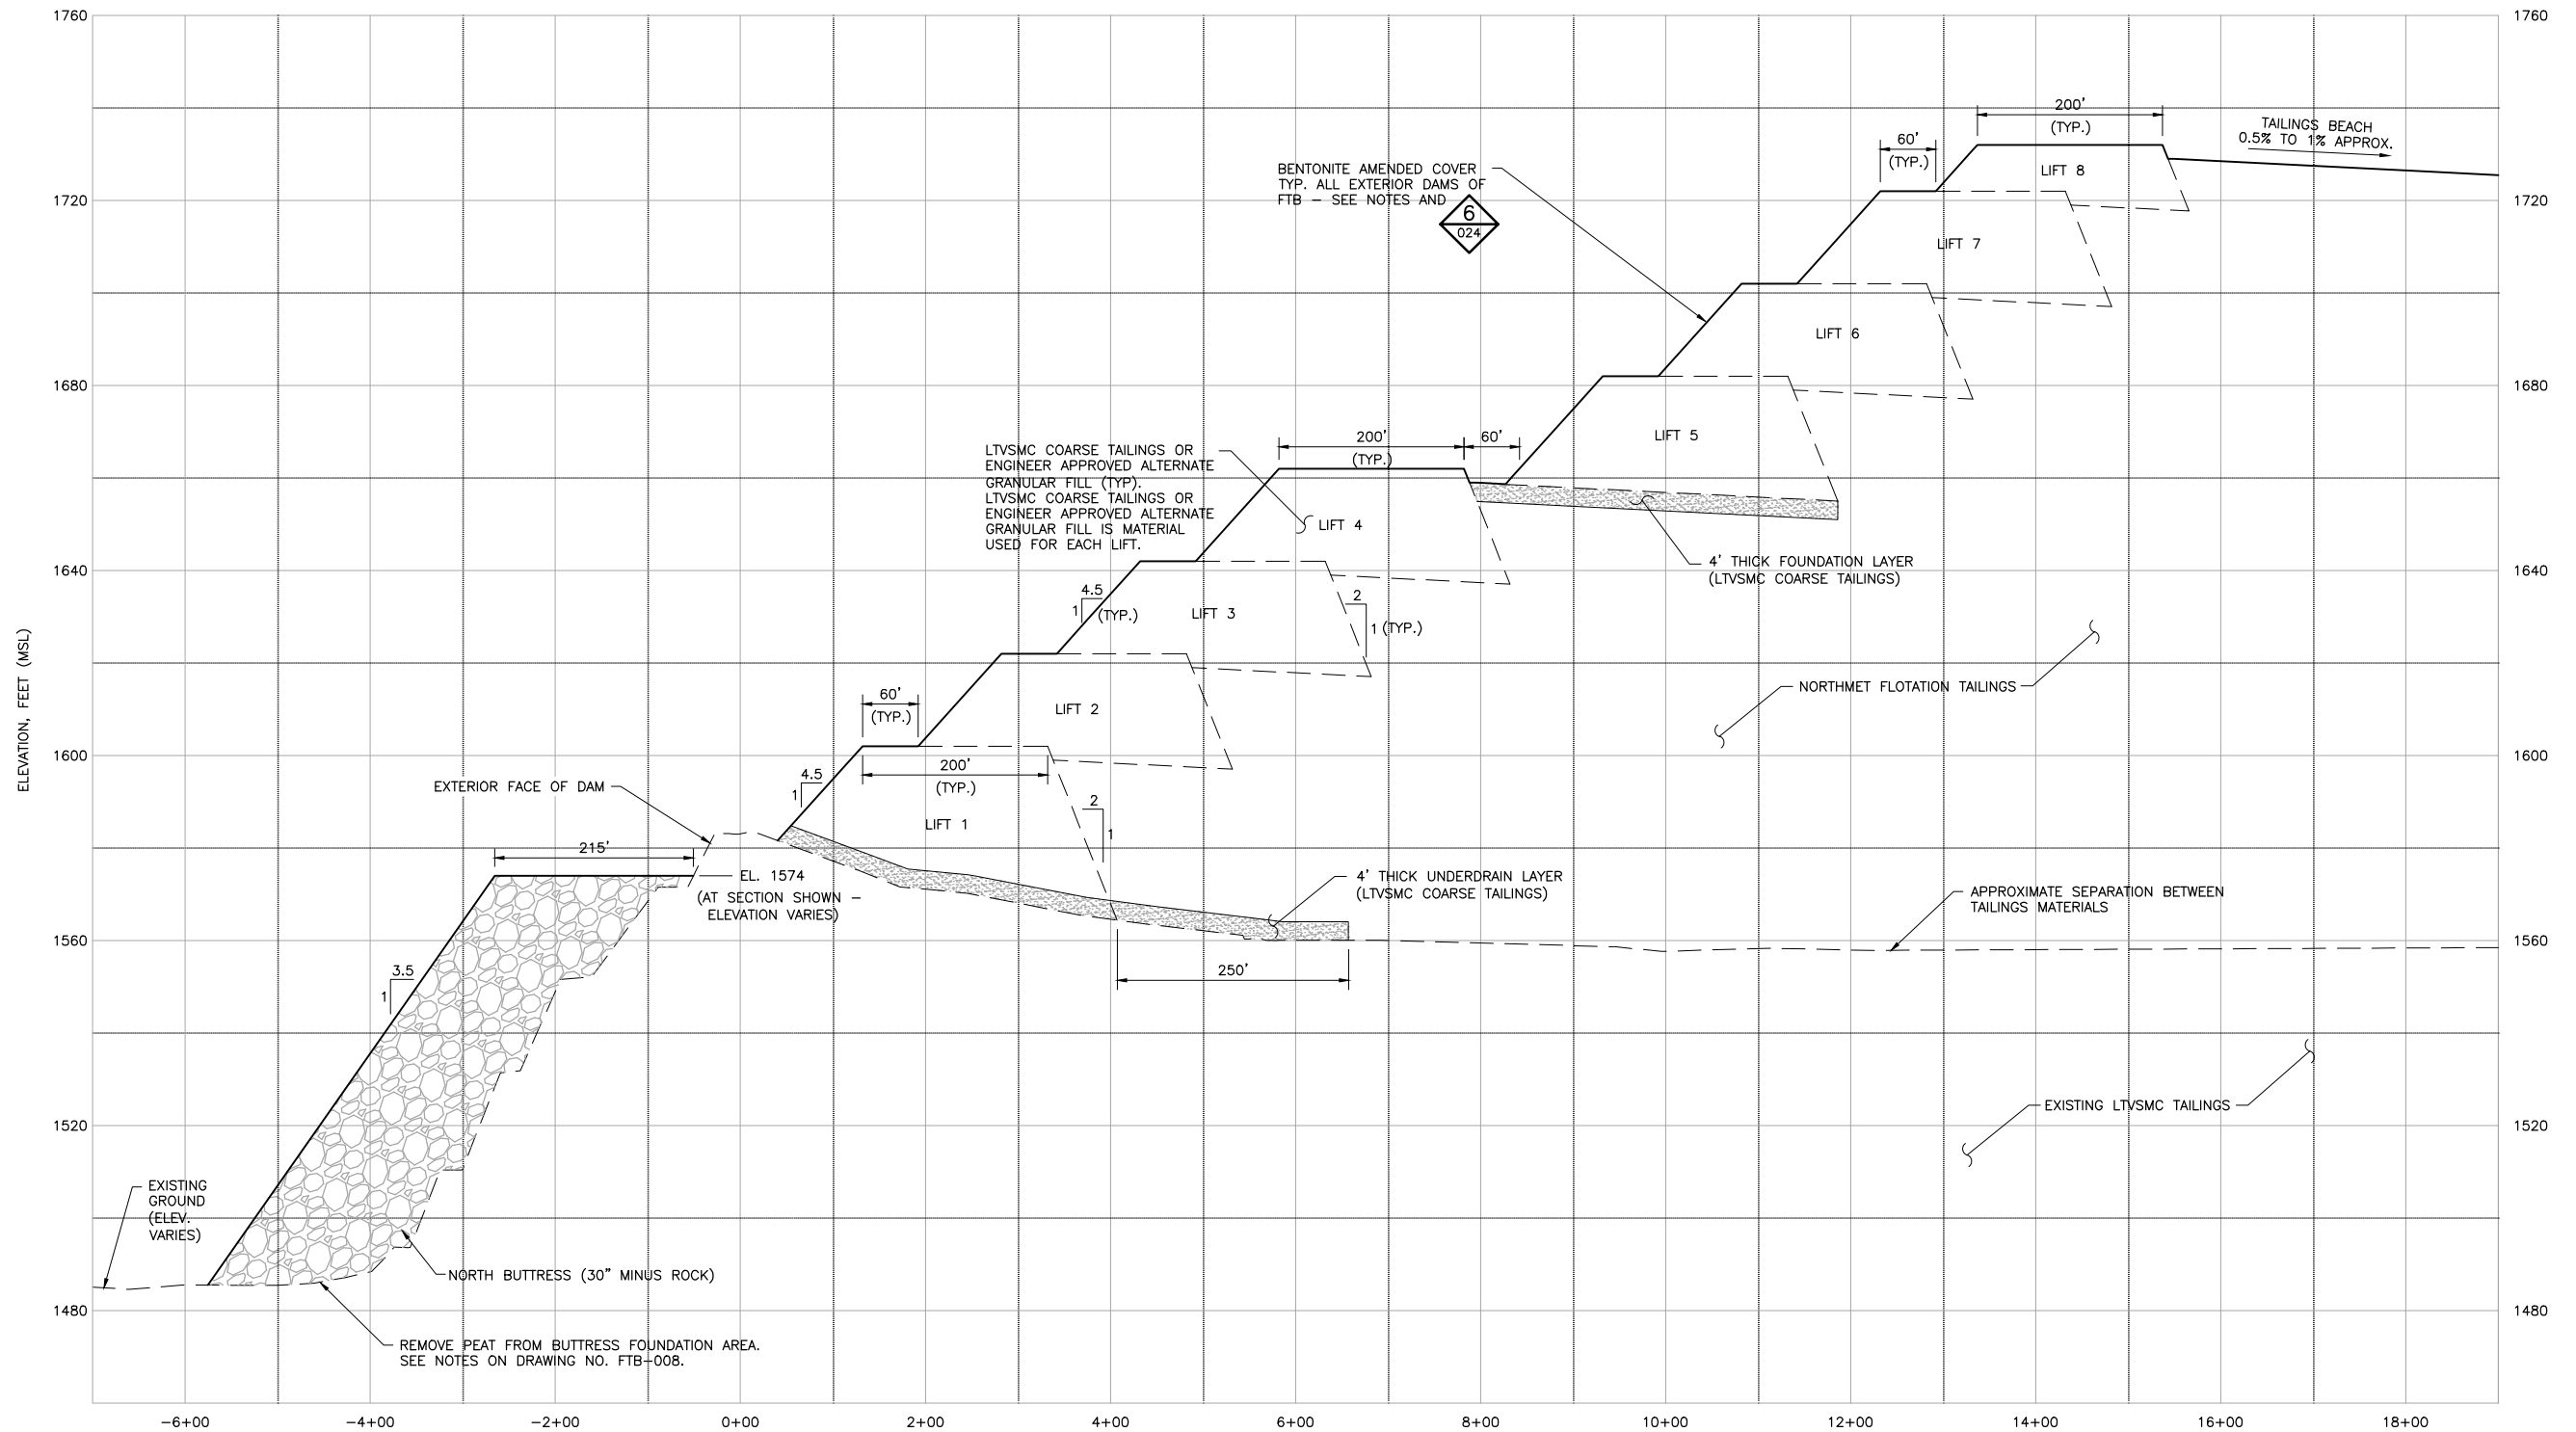 1760
1760
200'
(TYP.)
TAILINGS BEACH
0.5% TO 1% APPROX.
60'
(TYP.)
LIFT 8
BENTONITE AMENDED COVER
TYP. ALL EXTERIOR DAMS OF
FTB – SEE NOTES AND
6
024
1720
1720
LIFT 7
LIFT 6
1680
1680
LIFT 5
200'
(TYP.)
60'
LTVSMC COARSE TAILINGS OR
ENGINEER APPROVED ALTERNATE
GRANULAR FILL (TYP).
LTVSMC COARSE TAILINGS OR
ENGINEER APPROVED ALTERNATE
GRANULAR FILL IS MATERIAL
USED FOR EACH LIFT.
LIFT 4
4' THICK FOUNDATION LAYER
(LTVSMC COARSE TAILINGS)
1640
1640
4.5
1
(TYP.)
LIFT 3
2
1 (TYP.)
ELEVATION, FEET (MSL)
NORTHMET FLOTATION TAILINGS
60'
(TYP.)
LIFT 2
1600
1600
200'
(TYP.)
4.5
1
EXTERIOR FACE OF DAM
2
1
LIFT 1
215'
EL. 1574
(AT SECTION SHOWN –
ELEVATION VARIES)
4' THICK UNDERDRAIN LAYER
(LTVSMC COARSE TAILINGS)
APPROXIMATE SEPARATION BETWEEN
TAILINGS MATERIALS
1560
1560
3.5
1
250'
EXISTING LTVSMC TAILINGS
1520
1520
EXISTING
GROUND
(ELEV.
VARIES)
NORTH BUTTRESS (30" MINUS ROCK)
1480
1480
REMOVE PEAT FROM BUTTRESS FOUNDATION AREA.
SEE NOTES ON DRAWING NO. FTB–008.
–6+00
–4+00
–2+00
0+00
2+00
4+00
6+00
8+00
10+00
12+00
14+00
16+00
18+00